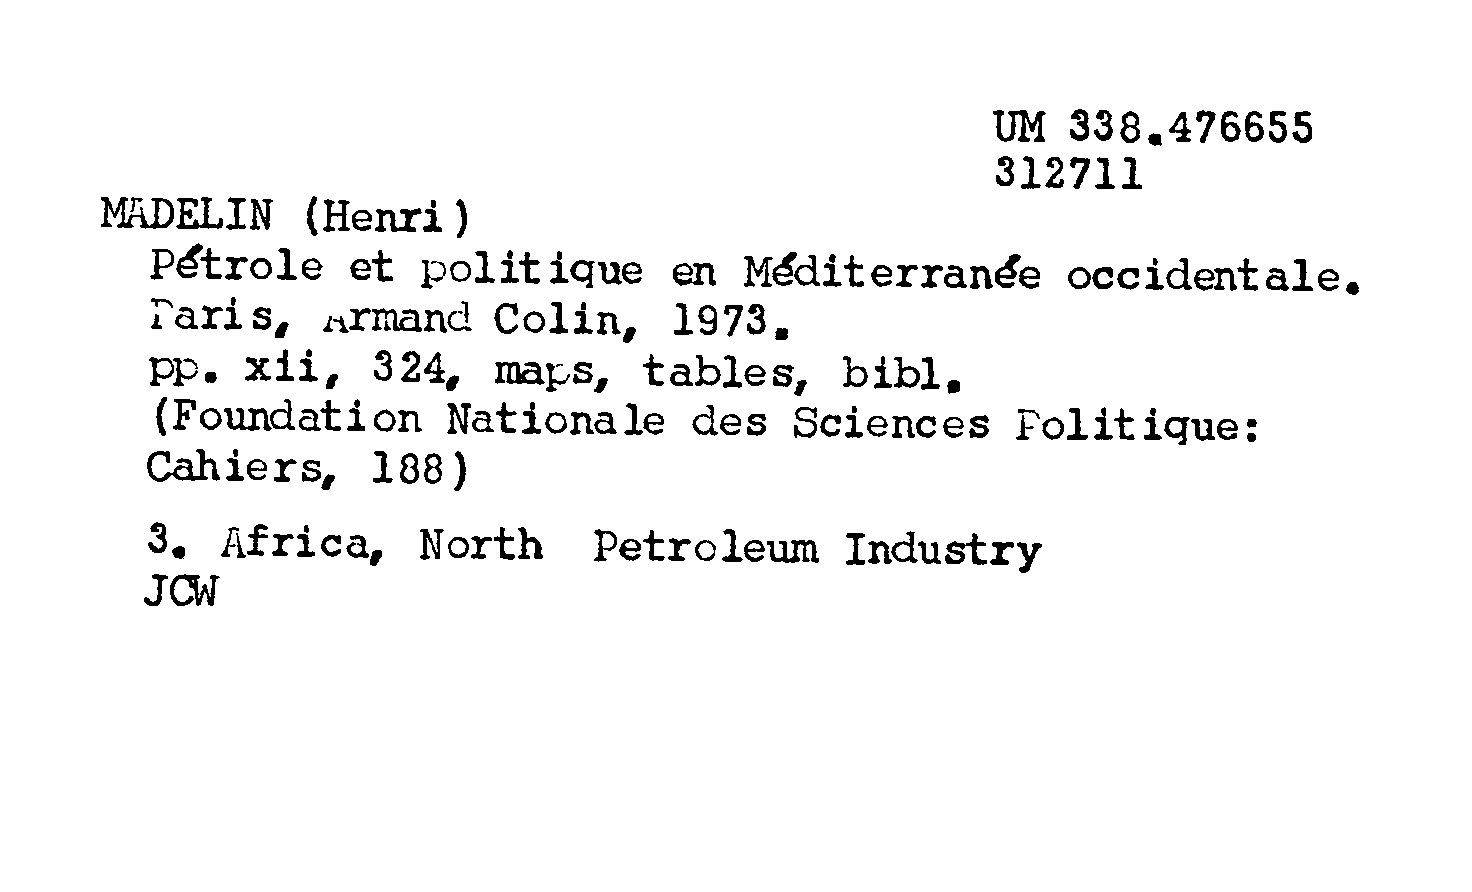 UM 338.476655
312711
MADELIN (Henri)
Pétrole et politique en Méditerranée occidentale.
Paris, Armand Colin, 1973.
pp. xii, 324, maps, tables, bibl.
(Foundation Nationale des Sciences Politique:
Cahiers, 188)
3. Africa, North  Petroleum Industry
JCW